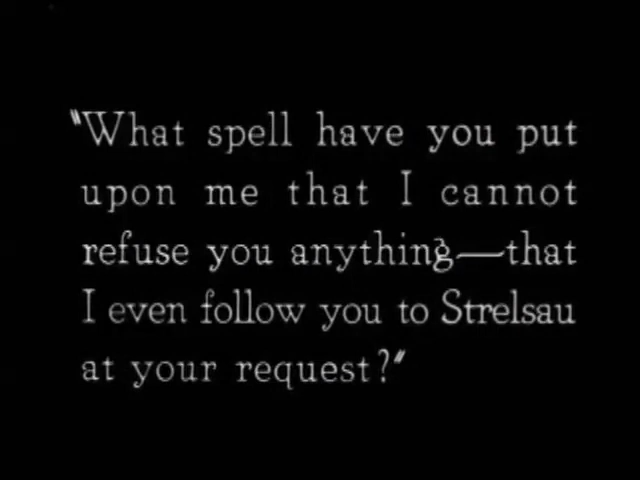 "What spell have you put
upon me that I cannot
refuse you anything—that
I even follow you to Strelsau
at your request?"